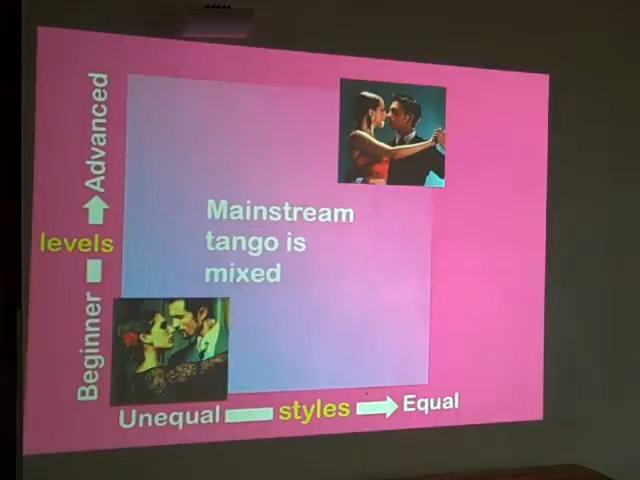 Advanced
levels
Beginner
Mainstream
tango is
mixed
Unequal
styles
Equal